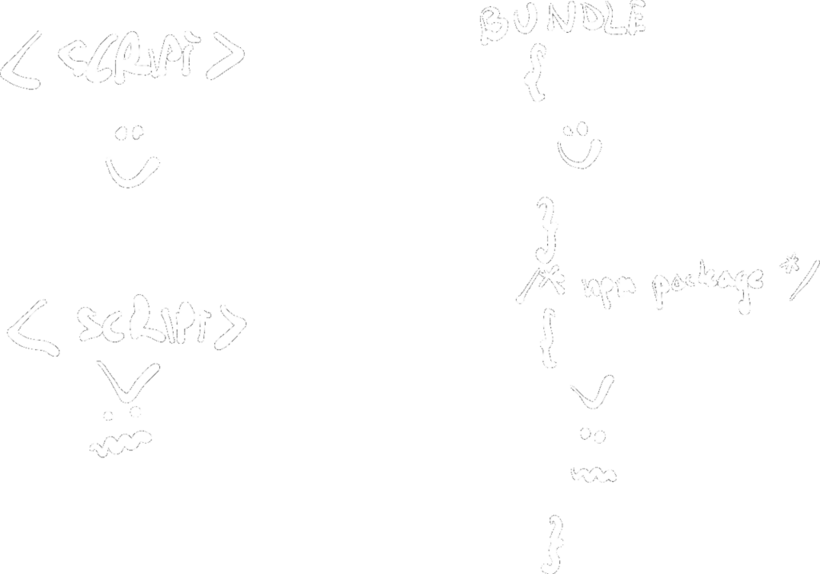 < SCRIPT>
< SCRIPT>
BUNDLE
{
}
/* npm package */
{
}